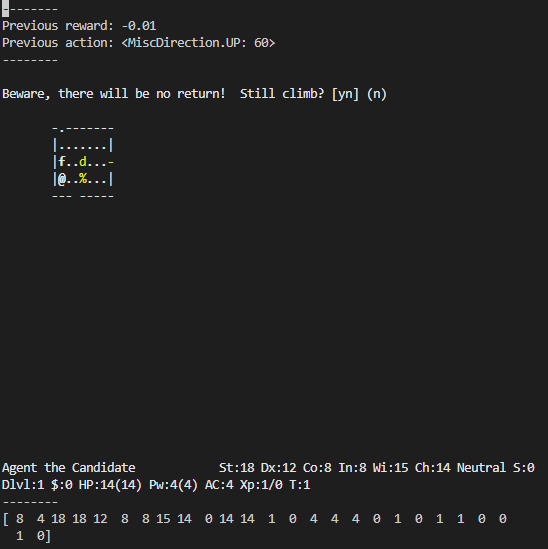 --------
Previous reward: -0.01
Previous action: <MiscDirection.UP: 60>
--------
Beware, there will be no return!  Still climb? [yn] (n)
-.-------
|.......|
|f..d...-
|@..%...|
--- -----
Agent the Candidate            St:18 Dx:12 Co:8 In:8 Wi:15 Ch:14 Neutral S:0
Dlvl:1 $:0 HP:14(14) Pw:4(4) AC:4 Xp:1/0 T:1
--------
[ 8  4 18 18 12  8  8 15 14  0 14 14  1  0  4  4  4  0  1  0  1  1  0  0
  1  0]